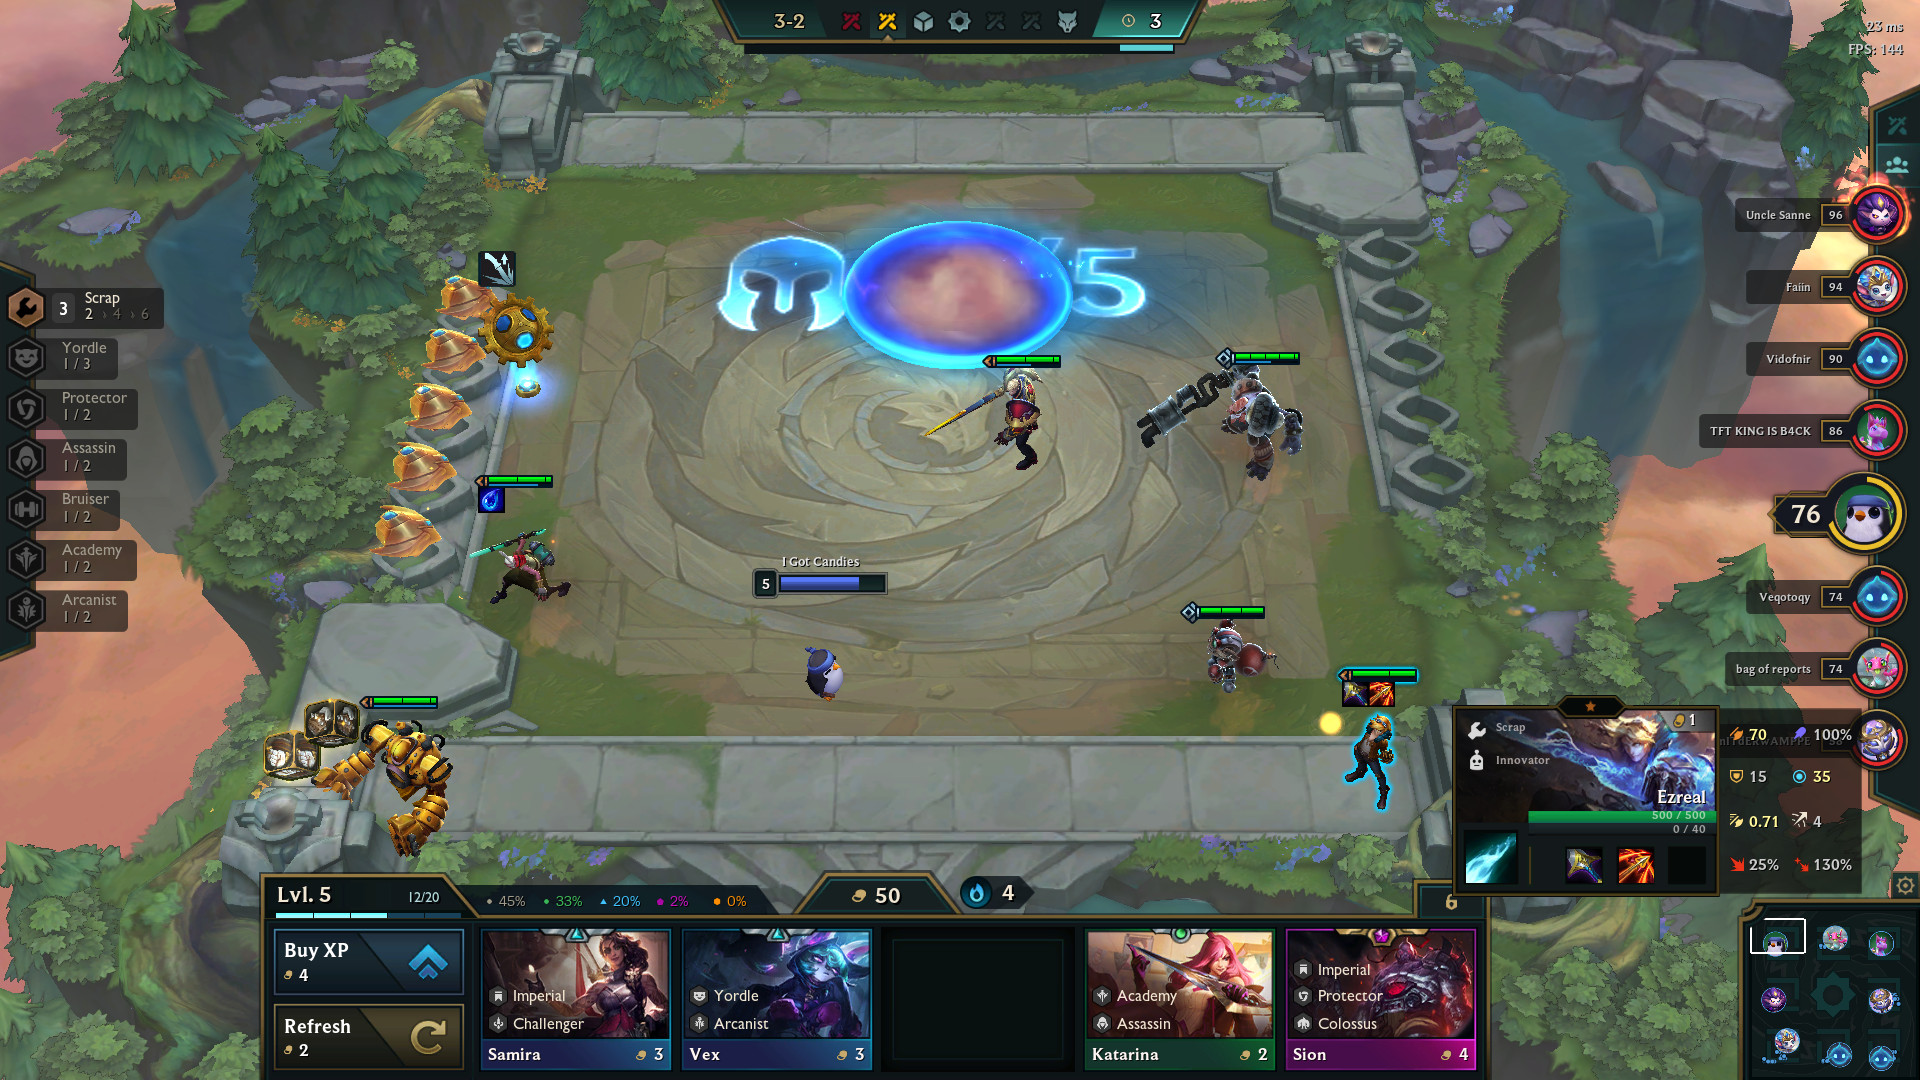 3-2
3
23 ms
FPS: 144
3
Scrap
2 › 4 › 6
Yordle
1 / 3
Protector
1 / 2
Assassin
1 / 2
Bruiser
1 / 2
Academy
1 / 2
Arcanist
1 / 2
5
I Got Candies
5
Uncle Sanne 96
Faiin 94
Vidofnir 90
TFT KING IS B4CK 86
76
Veqotoqy 74
bag of reports 74
Scrap
Innovator
1
Ezreal
500 / 500
0 / 40
70 100%
15 35
0.71 4
25% 130%
Lvl. 5 12/20
45% 33% 20% 2% 0%
50
4
6
Buy XP
4
Refresh
2
Imperial
Challenger
Samira 3
Yordle
Arcanist
Vex 3
Academy
Assassin
Katarina 2
Imperial
Protector
Colossus
Sion 4